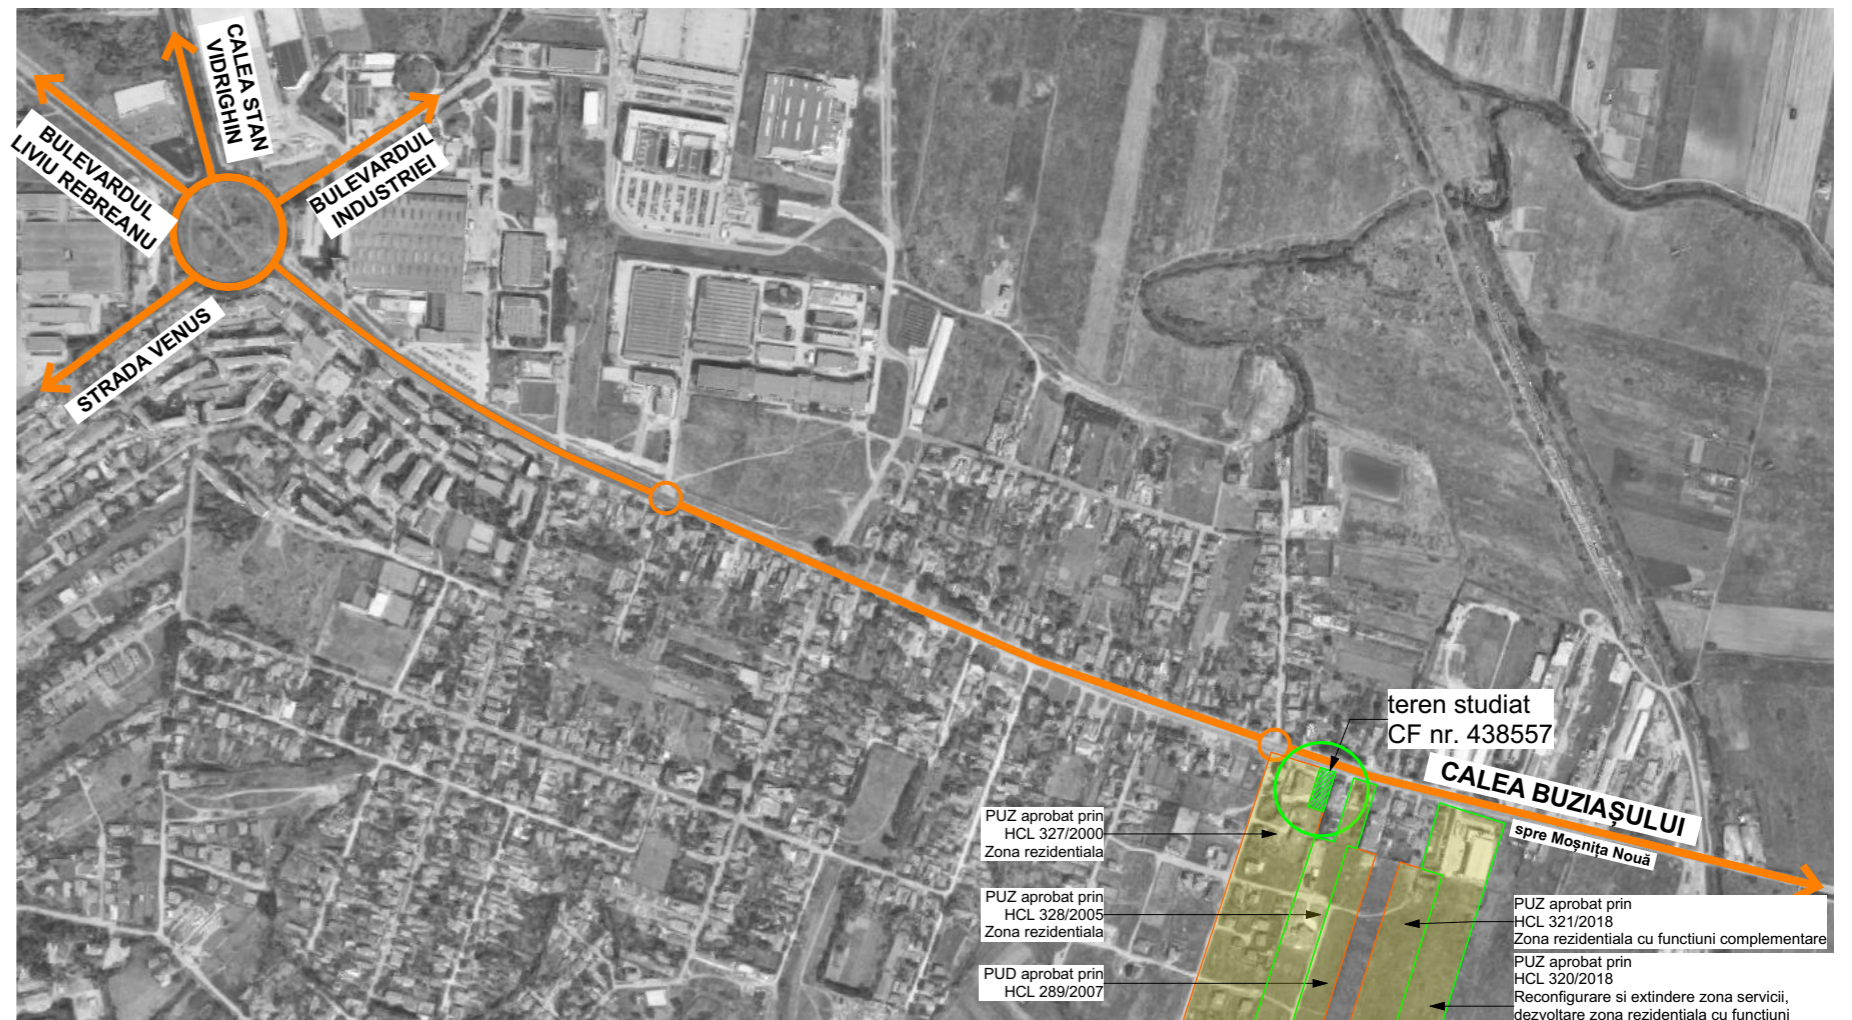 CALEA STAN
VIDRIGHIN
BULEVARDUL
LIVIU REBREANU
BULEVARDUL
INDUSTRIEI
STRADA VENUS
teren studiat
CF nr. 438557
CALEA BUZIAȘULUI
spre Moșnița Nouă
PUZ aprobat prin
HCL 327/2000
Zona rezidentiala
PUZ aprobat prin
HCL 328/2005
Zona rezidentiala
PUD aprobat prin
HCL 289/2007
PUZ aprobat prin
HCL 321/2018
Zona rezidentiala cu functiuni complementare
PUZ aprobat prin
HCL 320/2018
Reconfigurare si extindere zona servicii,
dezvoltare zona rezidentiala cu functiuni